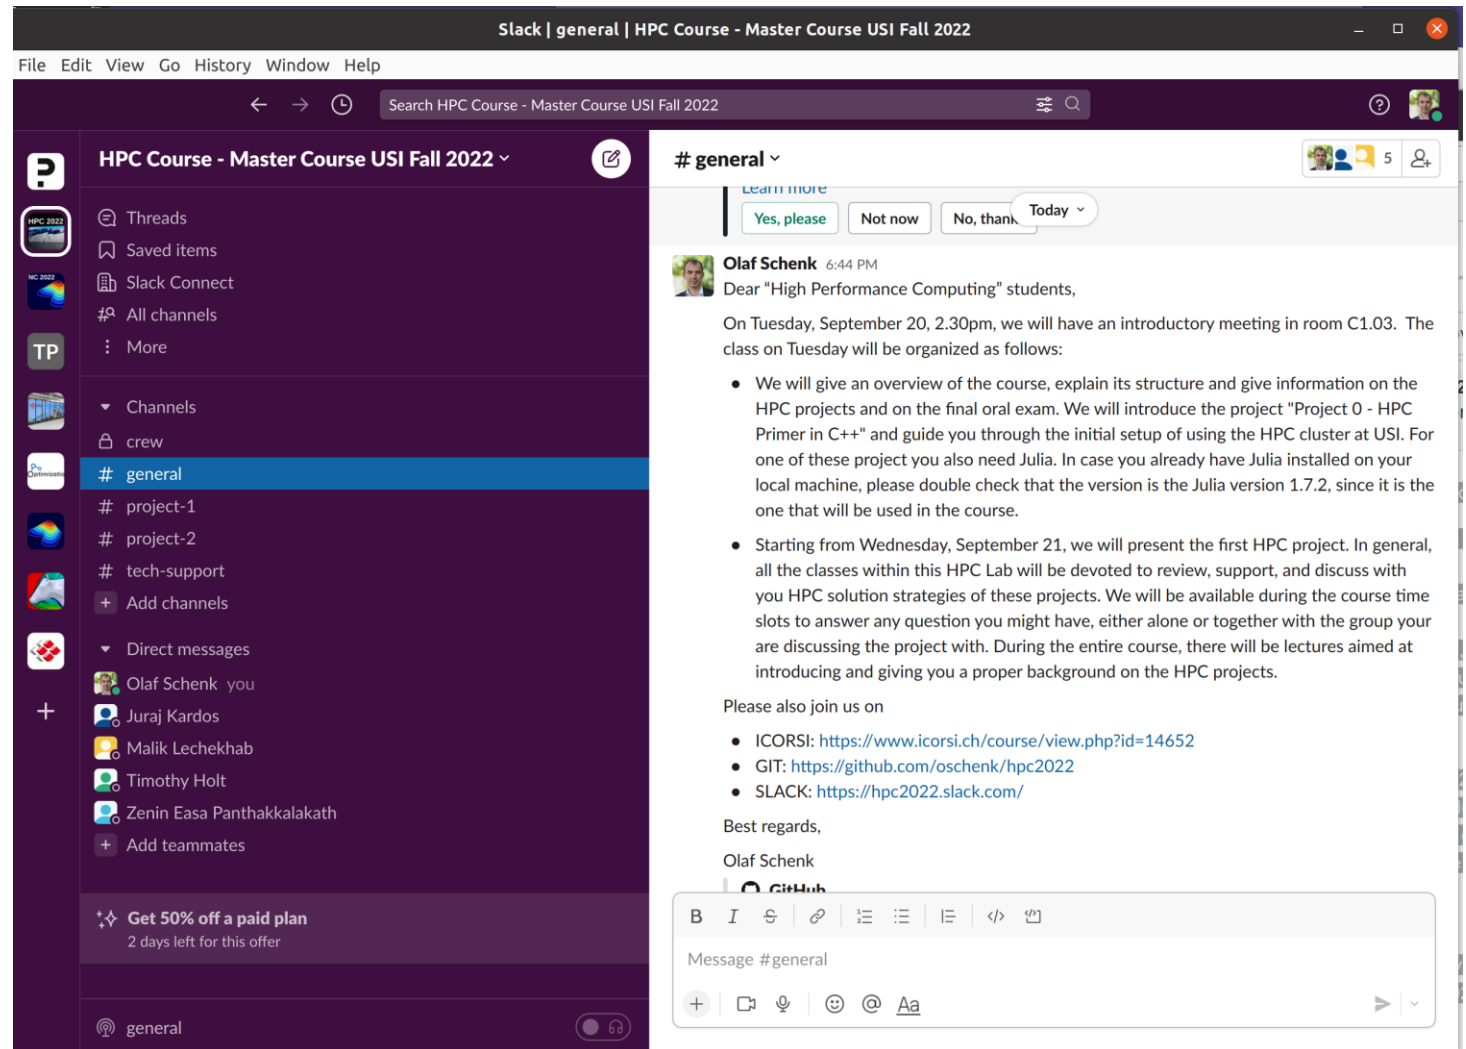 Slack | general | HPC Course - Master Course USI Fall 2022
File Edit View Go History Window Help
Search HPC Course - Master Course USI Fall 2022
HPC 2022
NC 2022
TP
HPC Course - Master Course USI Fall 2022
Threads
Saved items
Slack Connect
All channels
More
Channels
crew
# general
# project-1
# project-2
# tech-support
+ Add channels
Direct messages
Olaf Schenk you
Juraj Kardos
Malik Lechekhab
Timothy Holt
Zenin Easa Panthakkalakath
+ Add teammates
Get 50% off a paid plan
2 days left for this offer
general
# general
5
Learn more
Yes, please
Not now
No, thank
Today
Olaf Schenk 6:44 PM
Dear “High Performance Computing” students,
On Tuesday, September 20, 2.30pm, we will have an introductory meeting in room C1.03. The
class on Tuesday will be organized as follows:
• We will give an overview of the course, explain its structure and give information on the
HPC projects and on the final oral exam. We will introduce the project "Project 0 - HPC
Primer in C++" and guide you through the initial setup of using the HPC cluster at USI. For
one of these project you also need Julia. In case you already have Julia installed on your
local machine, please double check that the version is the Julia version 1.7.2, since it is the
one that will be used in the course.
• Starting from Wednesday, September 21, we will present the first HPC project. In general,
all the classes within this HPC Lab will be devoted to review, support, and discuss with
you HPC solution strategies of these projects. We will be available during the course time
slots to answer any question you might have, either alone or together with the group your
are discussing the project with. During the entire course, there will be lectures aimed at
introducing and giving you a proper background on the HPC projects.
Please also join us on
• ICORSI: https://www.icorsi.ch/course/view.php?id=14652
• GIT: https://github.com/oschenk/hpc2022
• SLACK: https://hpc2022.slack.com/
Best regards,
Olaf Schenk
GitHub
B I S
Message #general
+ @ Aa